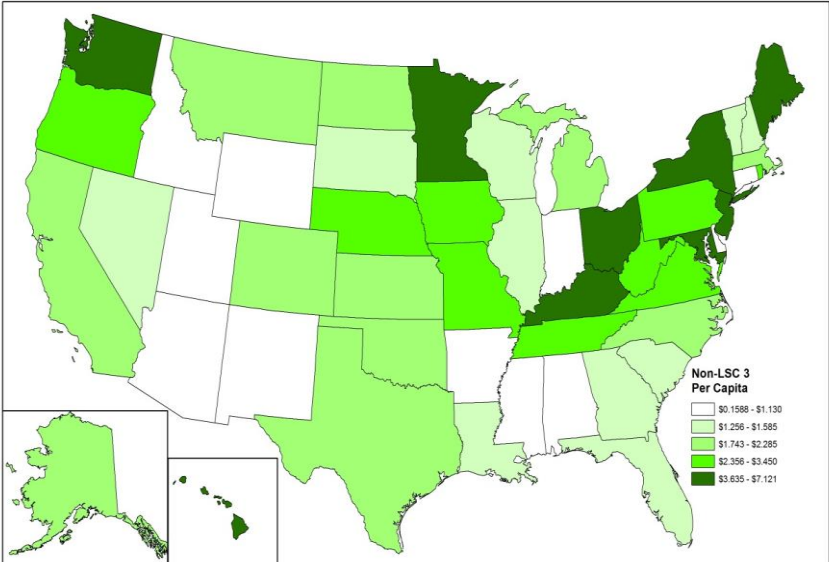 Non-LSC 3
Per Capita
$0.1588 - $1.130
$1.256 - $1.585
$1.743 - $2.285
$2.356 - $3.450
$3.635 - $7.121